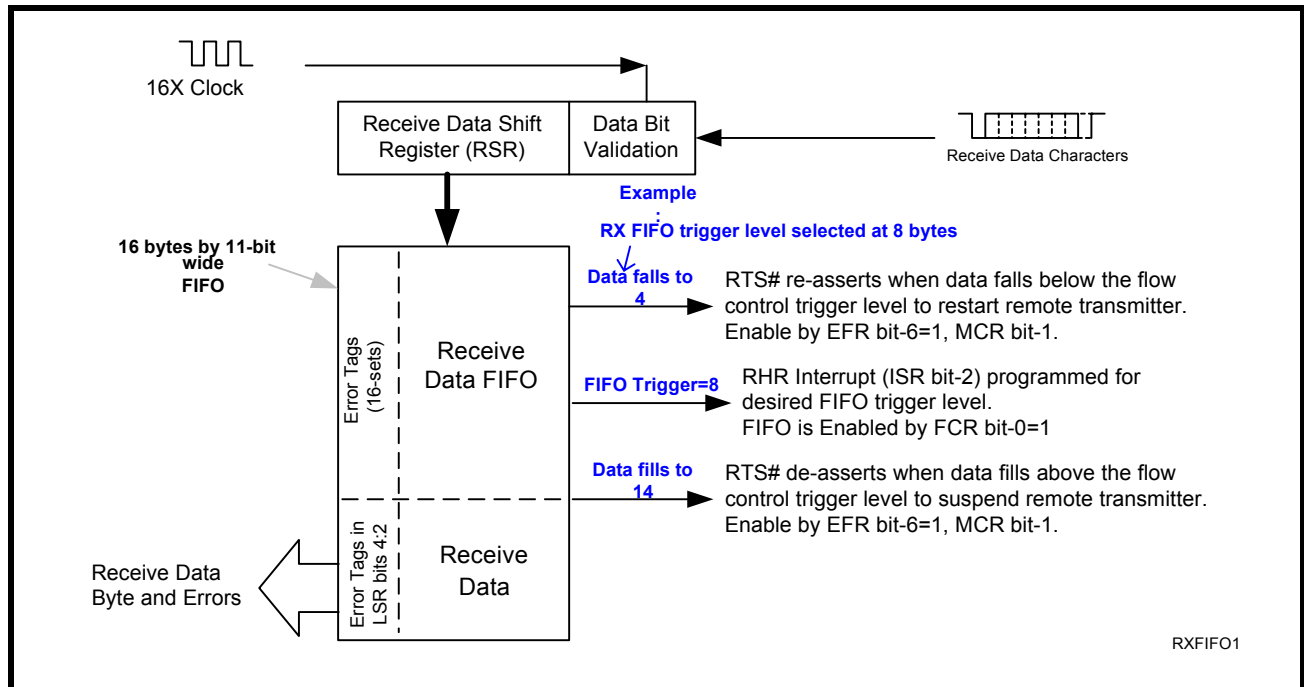 16X Clock
Receive Data Shift
Register (RSR)
Data Bit
Validation
Receive Data Characters
Example
:
RX FIFO trigger level selected at 8 bytes
16 bytes by 11-bit
wide
FIFO
Data falls to
4
RTS# re-asserts when data falls below the flow
control trigger level to restart remote transmitter.
Enable by EFR bit-6=1, MCR bit-1.
Error Tags
(16-sets)
Receive
Data FIFO
FIFO Trigger=8
RHR Interrupt (ISR bit-2) programmed for
desired FIFO trigger level.
FIFO is Enabled by FCR bit-0=1
Data fills to
14
RTS# de-asserts when data fills above the flow
control trigger level to suspend remote transmitter.
Enable by EFR bit-6=1, MCR bit-1.
Error Tags in
LSR bits 4:2
Receive
Data
Receive Data
Byte and Errors
RXFIFO1